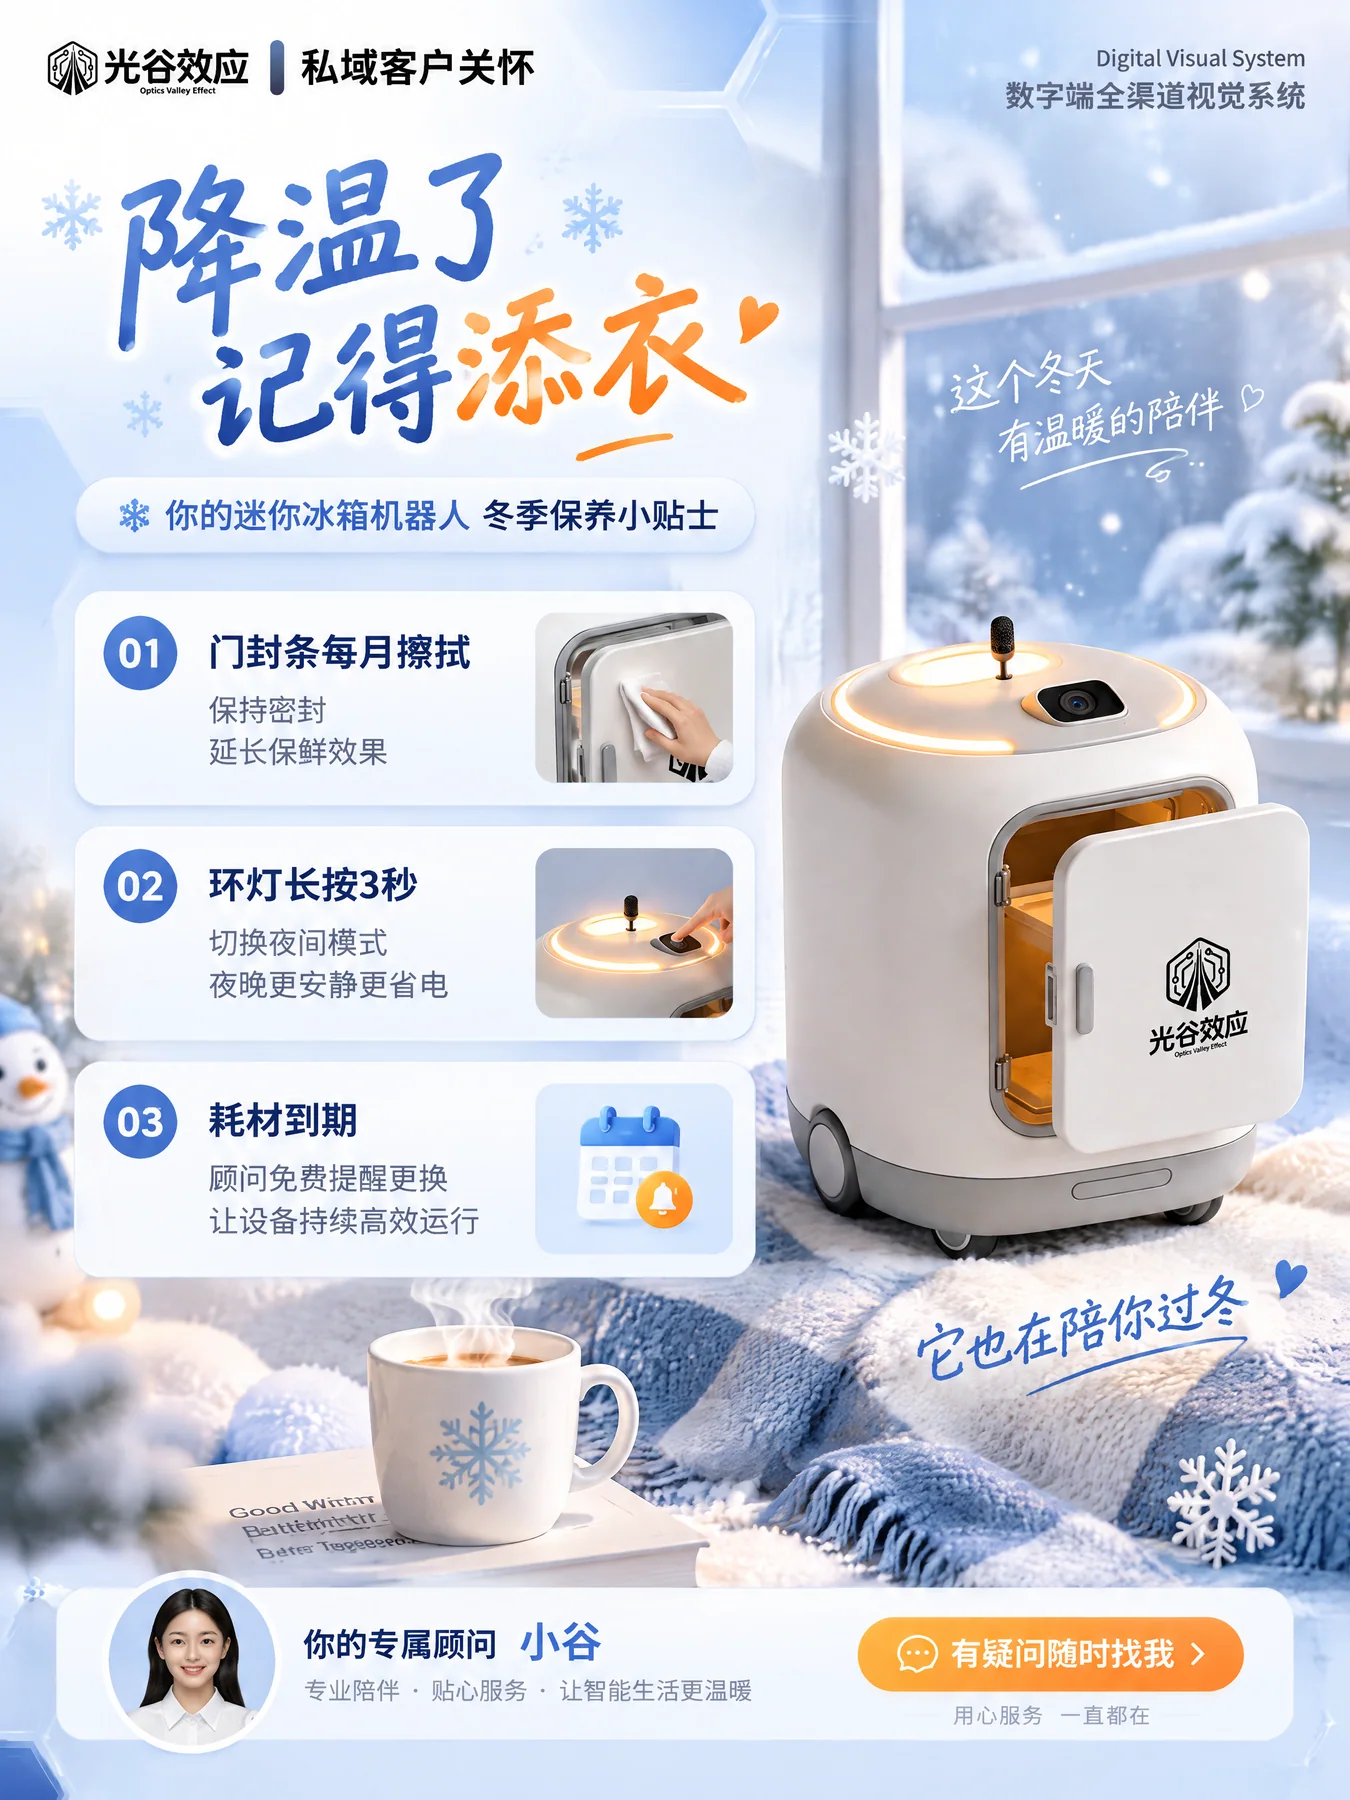 光谷效应
Optics Valley Effect
私域客户关怀
Digital Visual System
数字端全渠道视觉系统
降温了
记得添衣
这个冬天
有温暖的陪伴
你的迷你冰箱机器人 冬季保养小贴士
01
门封条每月擦拭
保持密封
延长保鲜效果
02
环灯长按3秒
切换夜间模式
夜晚更安静更省电
03
耗材到期
顾问免费提醒更换
让设备持续高效运行
光谷效应
Optics Valley Effect
它也在陪你过冬
Good
你的专属顾问 小谷
专业陪伴 · 贴心服务 · 让智能生活更温暖
有疑问随时找我 >
用心服务 一直都在